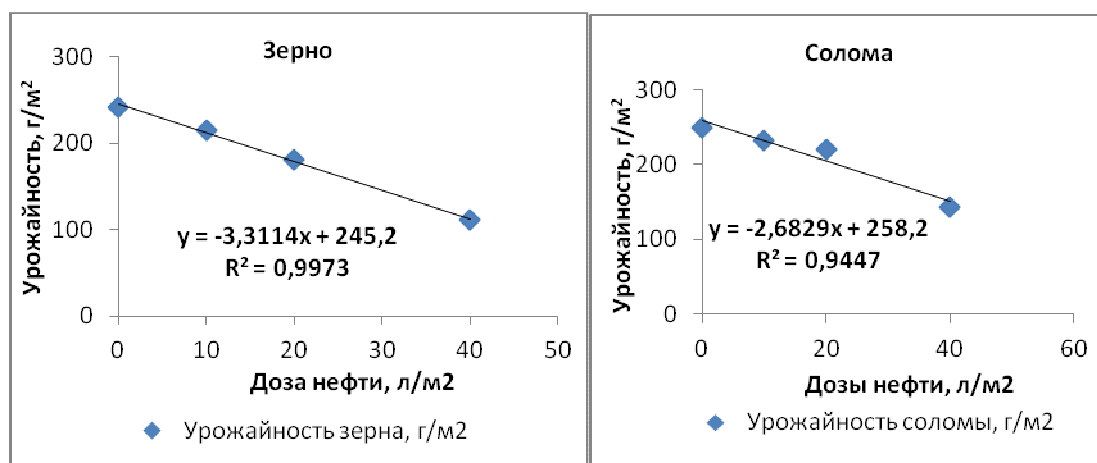 Зерно
Урожайность, г/м²
300
200
100
0
y = -3,3114x + 245,2
R² = 0,9973
0 10 20 30 40 50
Доза нефти, л/м2
Урожайность зерна, г/м2
Солома
Урожайность, г/м²
300
200
100
0
y = -2,6829x + 258,2
R² = 0,9447
0 20 40 60
Дозы нефти, л/м2
Урожайность соломы, г/м2